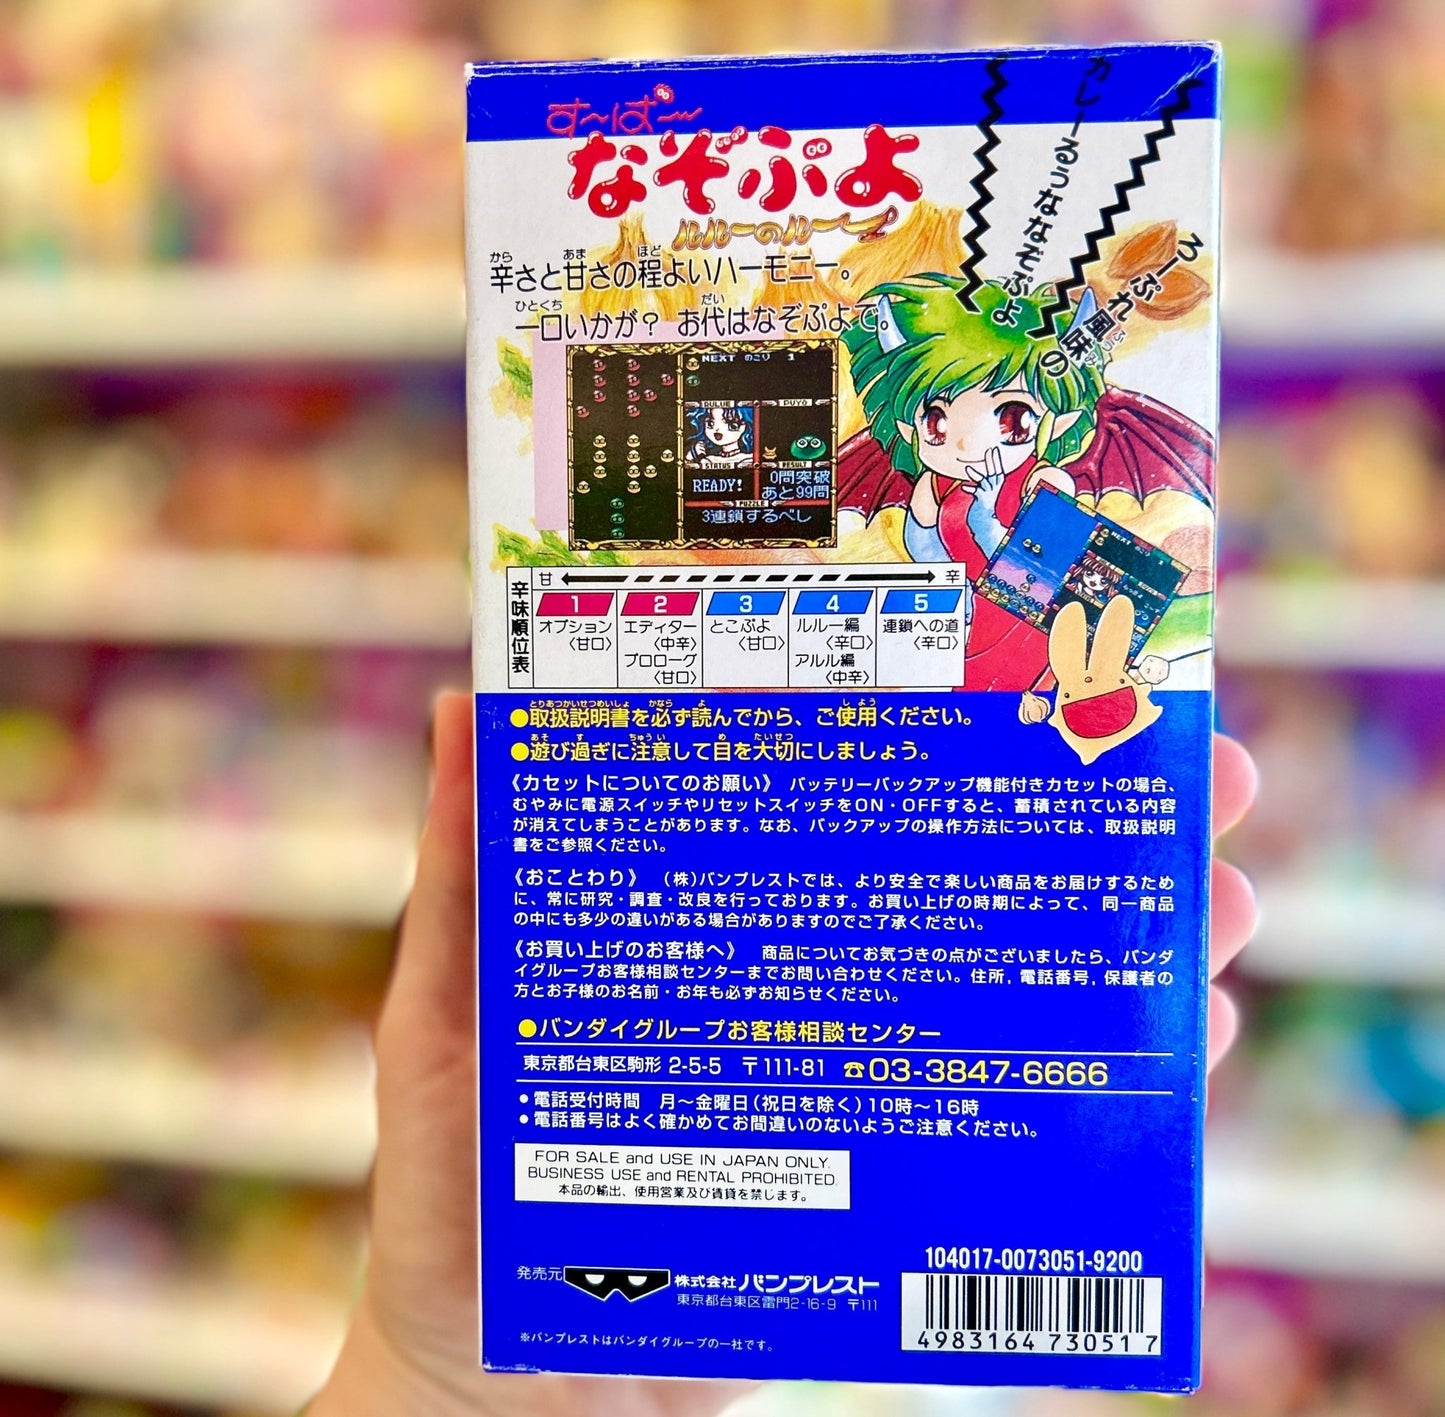 す～ぱ～
なぞぷよ
ルルーのルー
カレーるうなぞぷよ
るーぷれ風味の
辛さと甘さの程よいハーモニー。
一口いかが? お代はなぞぷよで。
NEXT のこり 1
RULUE PUYO
STATUS RESULT
READY! 0問突破
あと99問
PUZZLE
3連鎖するべし
NEXT のこり
辛味順位表
甘 辛
1 2 3 4 5
オプション〈甘口〉
エディター〈中辛〉
プロローグ〈甘口〉
とこぷよ〈甘口〉
ルルー編〈辛口〉
アルル編〈中辛〉
連鎖への道〈辛口〉
●取扱説明書を必ず読んでから、ご使用ください。
●遊び過ぎに注意して目を大切にしましょう。
《カセットについてのお願い》 バッテリーバックアップ機能付きカセットの場合、
むやみに電源スイッチやリセットスイッチをON・OFFすると、蓄積されている内容
が消えてしまうことがあります。なお、バックアップの操作方法については、取扱説明
書をご参照ください。
《おことわり》 (株)バンプレストでは、より安全で楽しい商品をお届けするため
に、常に研究・調査・改良を行っております。お買い上げの時期によって、同一商品
の中にも多少の違いがある場合がありますのでご了承ください。
《お買い上げのお客様へ》 商品についてお気づきの点がございましたら、バンダ
イグループお客様相談センターまでお問い合わせください。住所, 電話番号, 保護者の
方とお子様のお名前・お年も必ずお知らせください。
●バンダイグループお客様相談センター
東京都台東区駒形 2-5-5 〒111-81 ☎03-3847-6666
●電話受付時間 月～金曜日(祝日を除く)10時～16時
●電話番号はよく確かめてお間違いのないようご注意ください。
FOR SALE and USE IN JAPAN ONLY.
BUSINESS USE and RENTAL PROHIBITED.
本品の輸出、使用営業及び賃貸を禁じます。
104017-0073051-9200
発売元 株式会社バンプレスト
東京都台東区雷門2-16-9 〒111
4983164 730517
※バンプレストはバンダイグループの一社です。